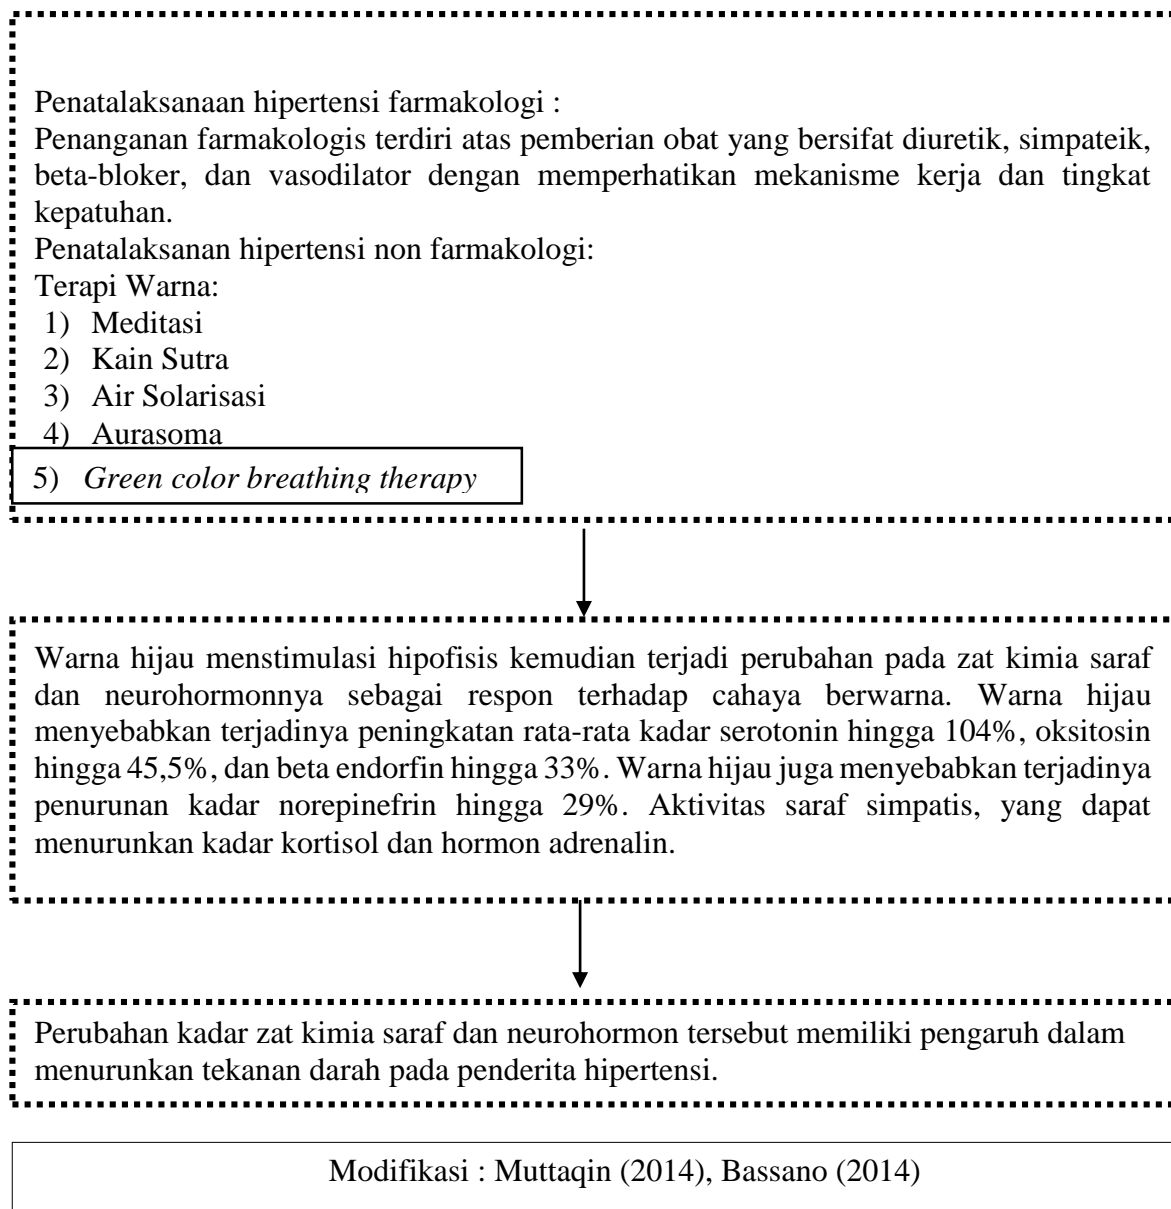 Penatalaksanaan hipertensi farmakologi :
Penanganan farmakologis terdiri atas pemberian obat yang bersifat diuretik, simpateik,
beta-bloker, dan vasodilator dengan memperhatikan mekanisme kerja dan tingkat
kepatuhan.
Penatalaksanan hipertensi non farmakologi:
Terapi Warna:
1) Meditasi
2) Kain Sutra
3) Air Solarisasi
4) Aurasoma
5) Green color breathing therapy
Warna hijau menstimulasi hipofisis kemudian terjadi perubahan pada zat kimia saraf
dan neurohormonnya sebagai respon terhadap cahaya berwarna. Warna hijau
menyebabkan terjadinya peningkatan rata-rata kadar serotonin hingga 104%, oksitosin
hingga 45,5%, dan beta endorfin hingga 33%. Warna hijau juga menyebabkan terjadinya
penurunan kadar norepinefrin hingga 29%. Aktivitas saraf simpatis, yang dapat
menurunkan kadar kortisol dan hormon adrenalin.
Perubahan kadar zat kimia saraf dan neurohormon tersebut memiliki pengaruh dalam
menurunkan tekanan darah pada penderita hipertensi.
Modifikasi : Muttaqin (2014), Bassano (2014)